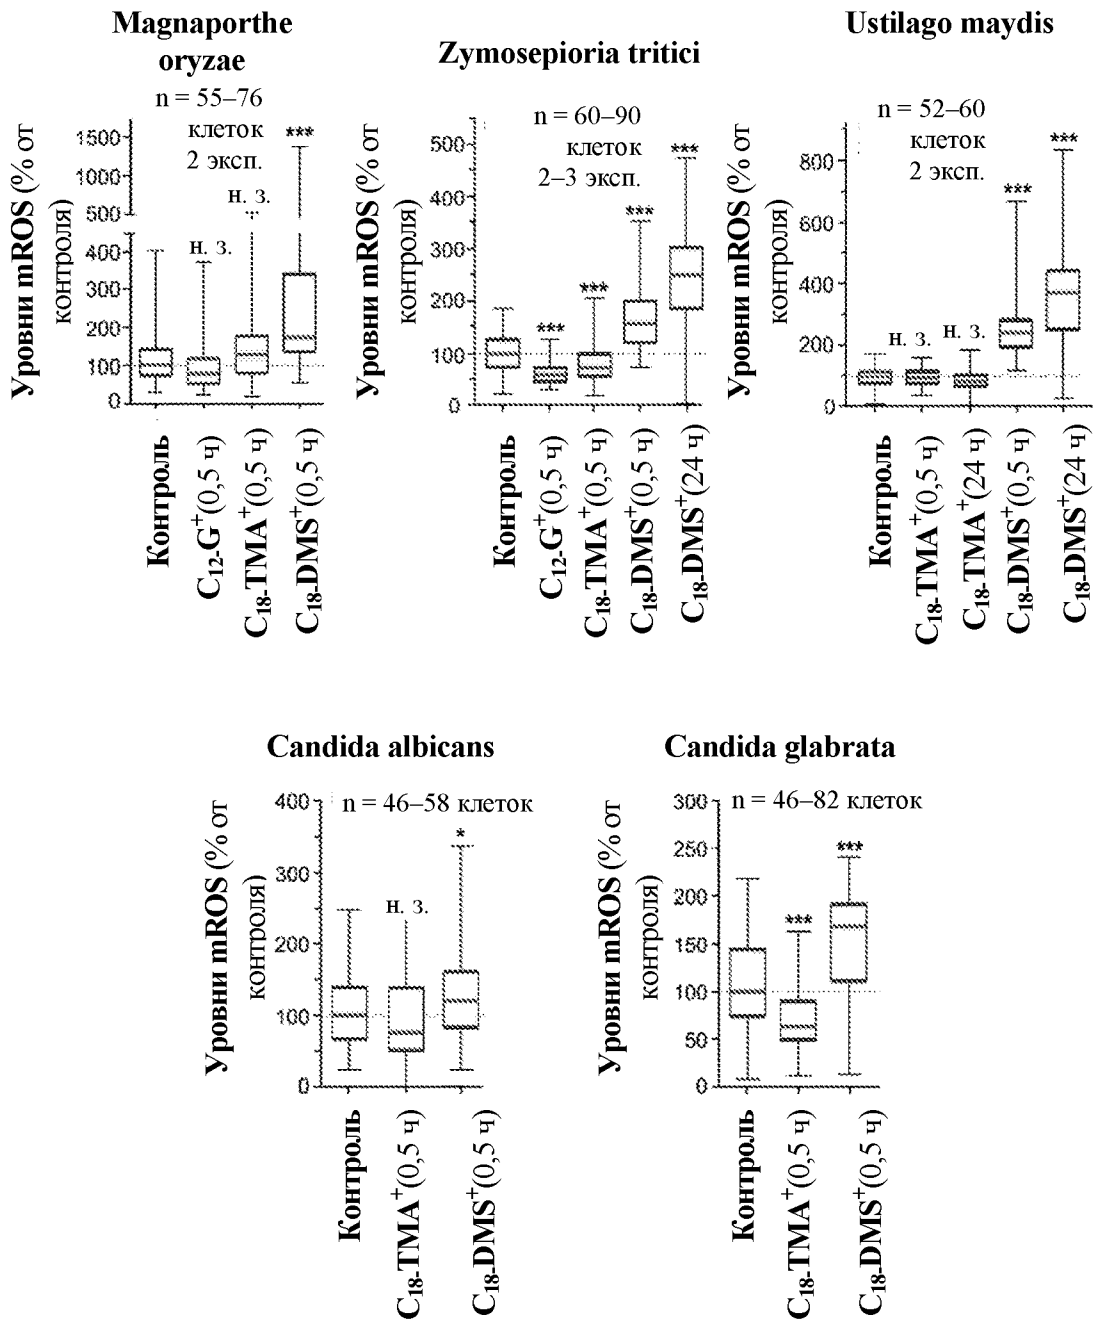 Magnaporthe
oryzae
n = 55–76
клеток
2 эксп.
Уровни mROS (% от
контроля)
1500
1000
500
400
300
200
100
0
н. з.
н. з.
***
Контроль
C12-G+(0,5 ч)
C18-TMA+(0,5 ч)
C18-DMS+(0,5 ч)
Zymosepioria tritici
n = 60–90
клеток
2–3 эксп.
Уровни mROS (% от
контроля)
500
400
300
200
100
0
***
***
***
***
Контроль
C12-G+(0,5 ч)
C18-TMA+(0,5 ч)
C18-DMS+(0,5 ч)
C18-DMS+(24 ч)
Ustilago maydis
n = 52–60
клеток
2 эксп.
Уровни mROS (% от
контроля)
800
600
400
200
0
н. з.
н. з.
***
***
Контроль
C18-TMA+(0,5 ч)
C18-TMA+(24 ч)
C18-DMS+(0,5 ч)
C18-DMS+(24 ч)
Candida albicans
n = 46–58 клеток
Уровни mROS (% от
контроля)
400
300
200
100
0
н. з.
*
Контроль
C18-TMA+(0,5 ч)
C18-DMS+(0,5 ч)
Candida glabrata
n = 46–82 клеток
Уровни mROS (% от
контроля)
300
250
200
150
100
50
0
***
***
Контроль
C18-TMA+(0,5 ч)
C18-DMS+(0,5 ч)